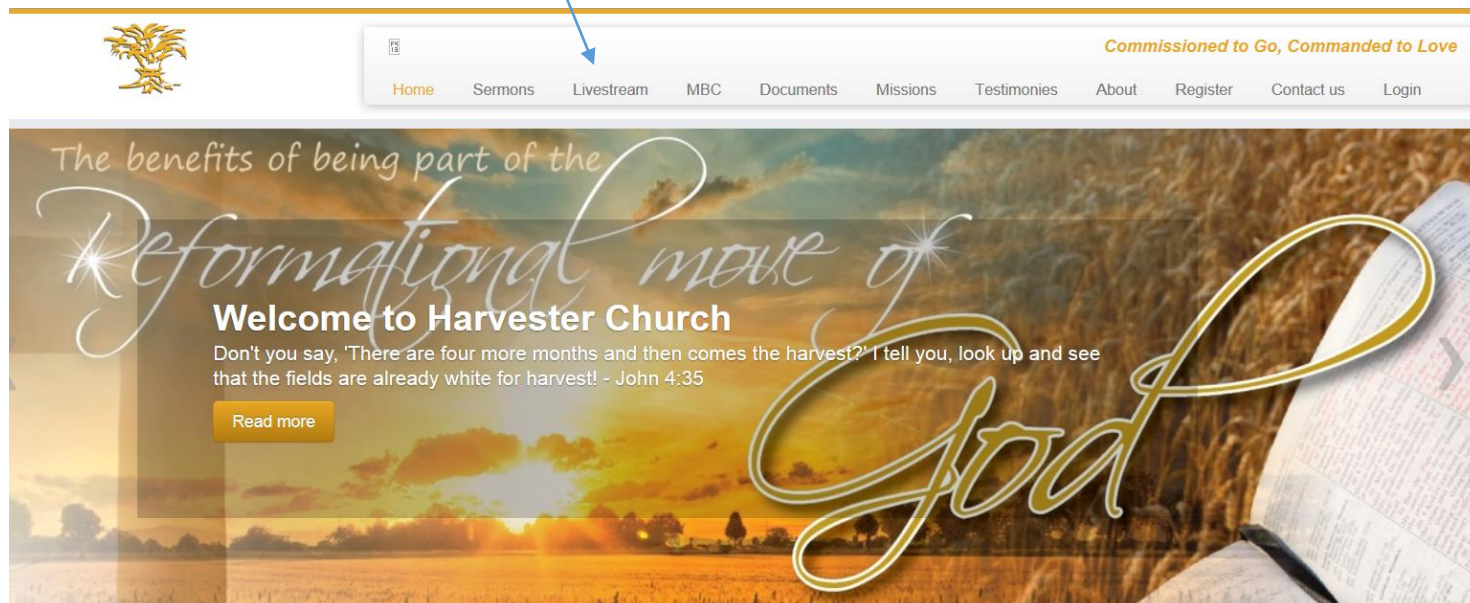 Commissioned to Go, Commanded to Love
Home Sermons Livestream MBC Documents Missions Testimonies About Register Contact us Login
The benefits of being part of the
Reformational move of
God
Welcome to Harvester Church
Don't you say, 'There are four more months and then comes the harvest?' I tell you, look up and see
that the fields are already white for harvest! - John 4:35
Read more